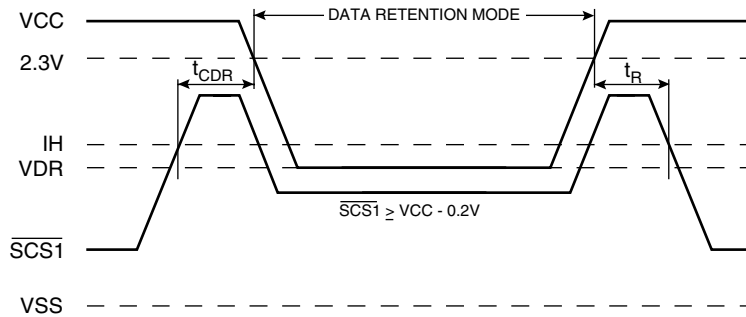 VCC
DATA RETENTION MODE
2.3V
tCDR
tR
IH
VDR
SCS1 ≥ VCC - 0.2V
SCS1
VSS